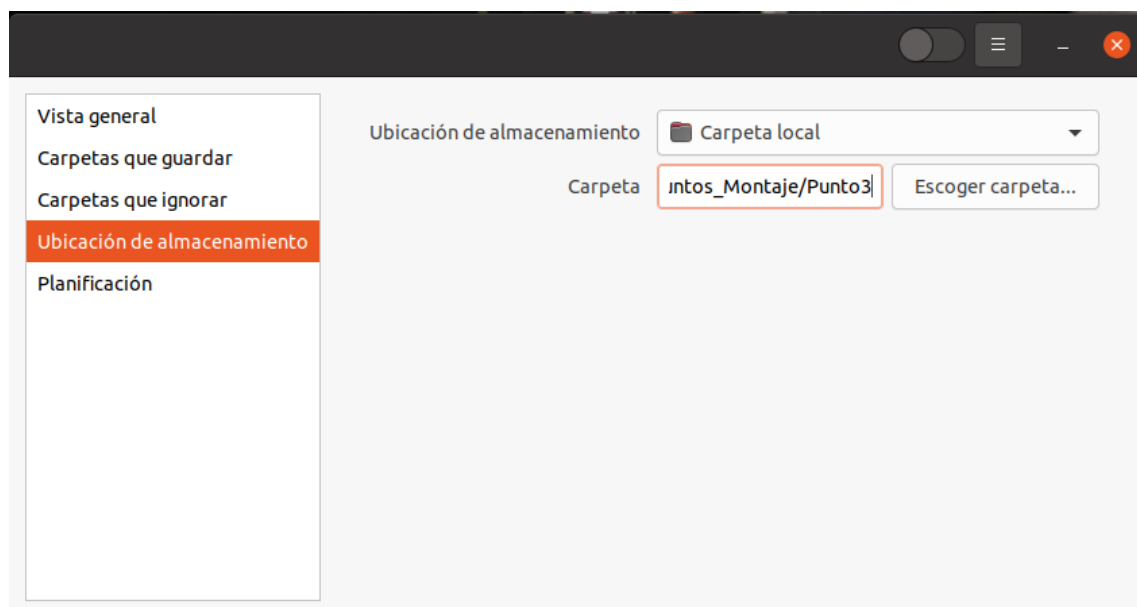 Vista general
Carpetas que guardar
Carpetas que ignorar
Ubicación de almacenamiento
Planificación
Ubicación de almacenamiento Carpeta local
Carpeta ntos_Montaje/Punto3 Escoger carpeta...